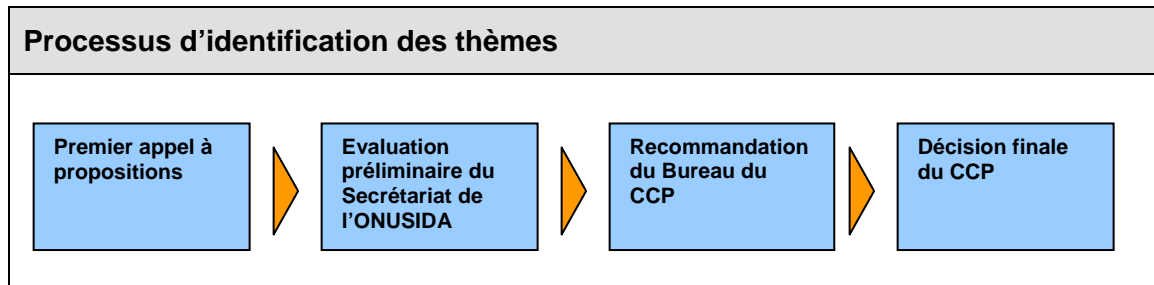 Processus d’identification des thèmes
Premier appel à
propositions
Evaluation
préliminaire du
Secrétariat de
l’ONUSIDA
Recommandation
du Bureau du
CCP
Décision finale
du CCP